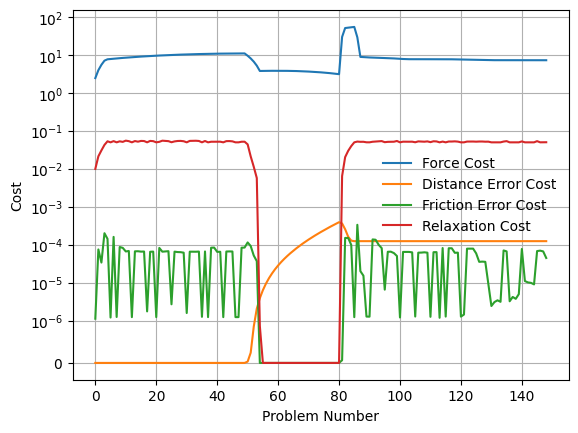 10²
10¹
10⁰
10⁻¹
10⁻²
10⁻³
10⁻⁴
10⁻⁵
10⁻⁶
0
Cost
Force Cost
Distance Error Cost
Friction Error Cost
Relaxation Cost
0 20 40 60 80 100 120 140
Problem Number